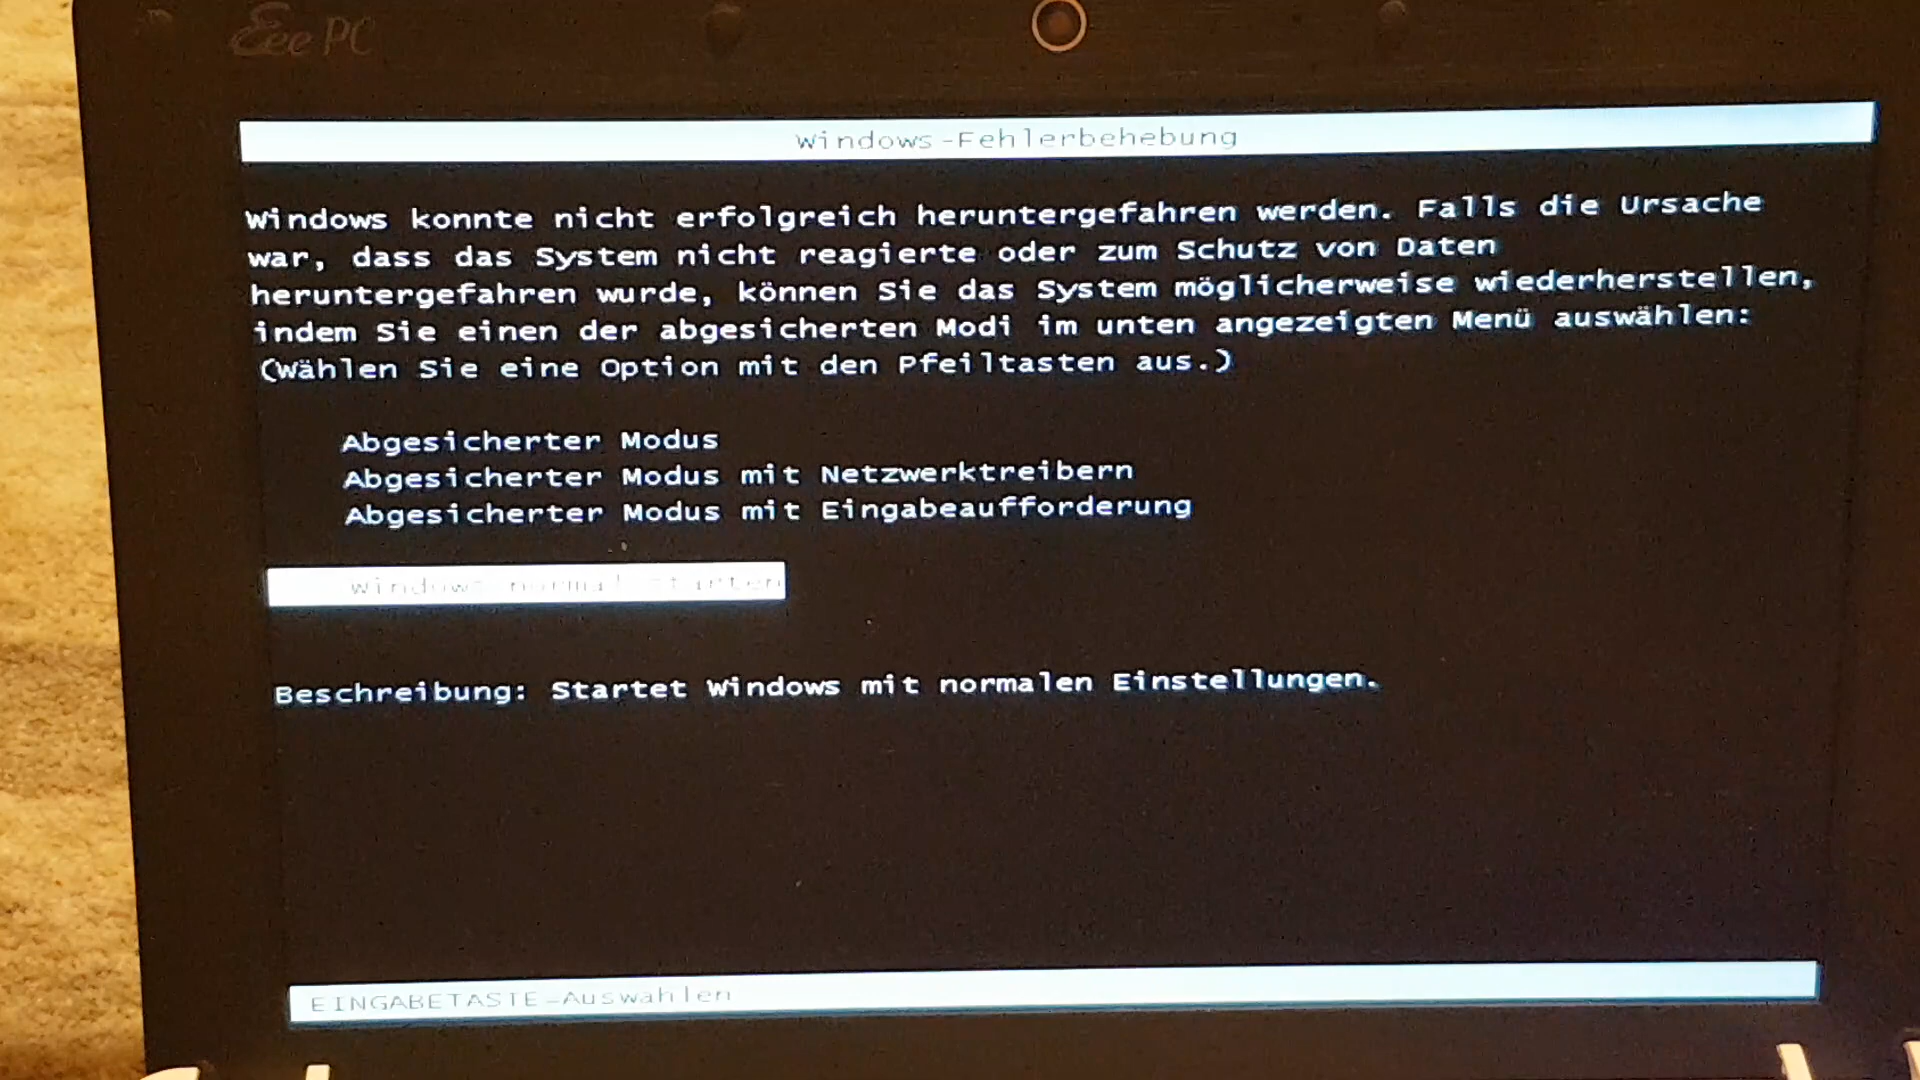 Eee PC
Windows-Fehlerbehebung
Windows konnte nicht erfolgreich heruntergefahren werden. Falls die Ursache
war, dass das System nicht reagierte oder zum Schutz von Daten
heruntergefahren wurde, können Sie das System möglicherweise wiederherstellen,
indem Sie einen der abgesicherten Modi im unten angezeigten Menü auswählen:
(Wählen Sie eine Option mit den Pfeiltasten aus.)
Abgesicherter Modus
Abgesicherter Modus mit Netzwerktreibern
Abgesicherter Modus mit Eingabeaufforderung
Windows normal starten
Beschreibung: Startet Windows mit normalen Einstellungen.
EINGABETASTE=Auswählen